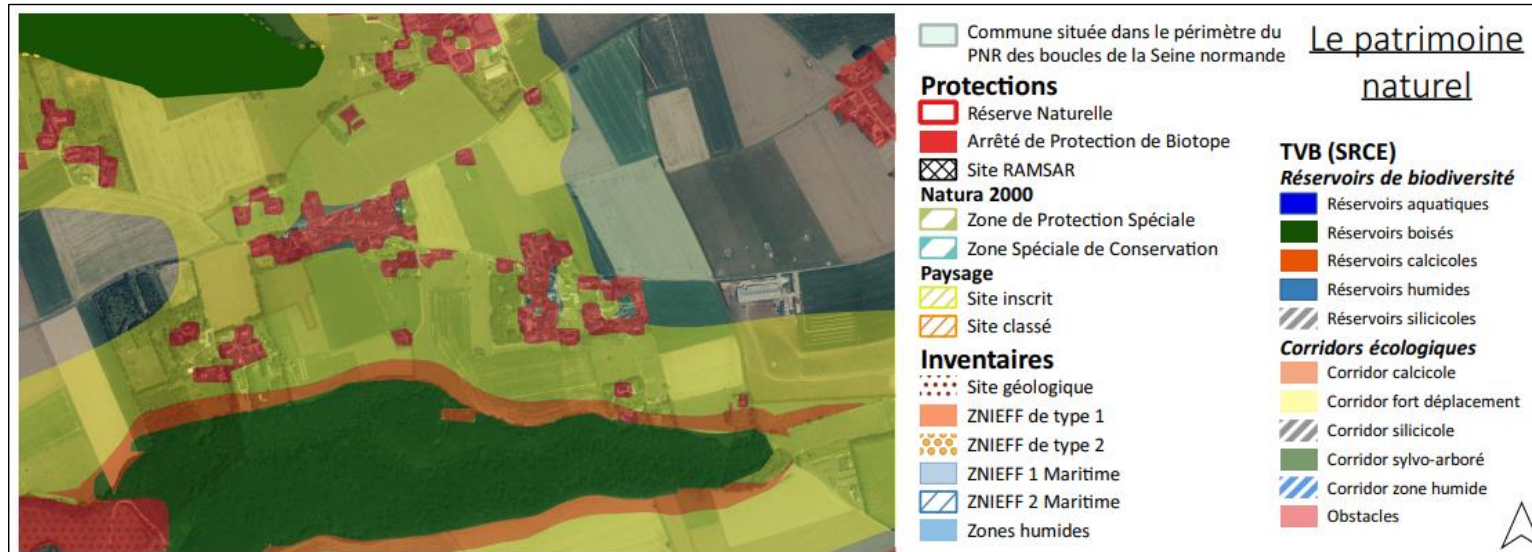 Commune située dans le périmètre du
PNR des boucles de la Seine normande
Protections
Réserve Naturelle
Arrêté de Protection de Biotope
Site RAMSAR
Natura 2000
Zone de Protection Spéciale
Zone Spéciale de Conservation
Paysage
Site inscrit
Site classé
Inventaires
Site géologique
ZNIEFF de type 1
ZNIEFF de type 2
ZNIEFF 1 Maritime
ZNIEFF 2 Maritime
Zones humides
Le patrimoine
naturel
TVB (SRCE)
Réservoirs de biodiversité
Réservoirs aquatiques
Réservoirs boisés
Réservoirs calcicoles
Réservoirs humides
Réservoirs silicicoles
Corridors écologiques
Corridor calcicole
Corridor fort déplacement
Corridor silicicole
Corridor sylvo-arboré
Corridor zone humide
Obstacles